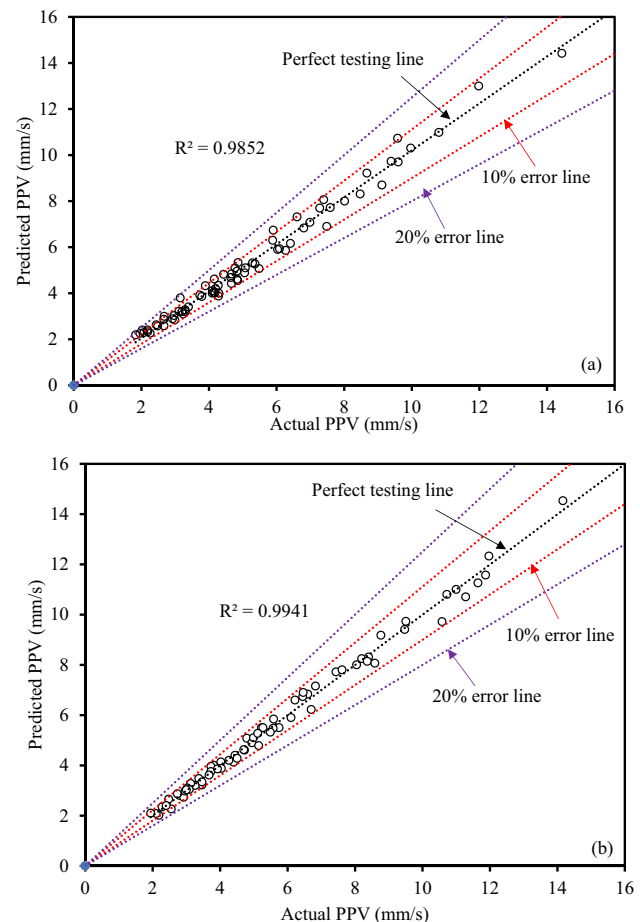 16
14
12
10
8
6
4
2
0
Predicted PPV (mm/s)
Perfect testing line
R² = 0.9852
10% error line
20% error line
(a)
0 2 4 6 8 10 12 14 16
Actual PPV (mm/s)
16
14
12
10
8
6
4
2
0
Predicted PPV (mm/s)
Perfect testing line
R² = 0.9941
10% error line
20% error line
(b)
0 2 4 6 8 10 12 14 16
Actual PPV (mm/s)